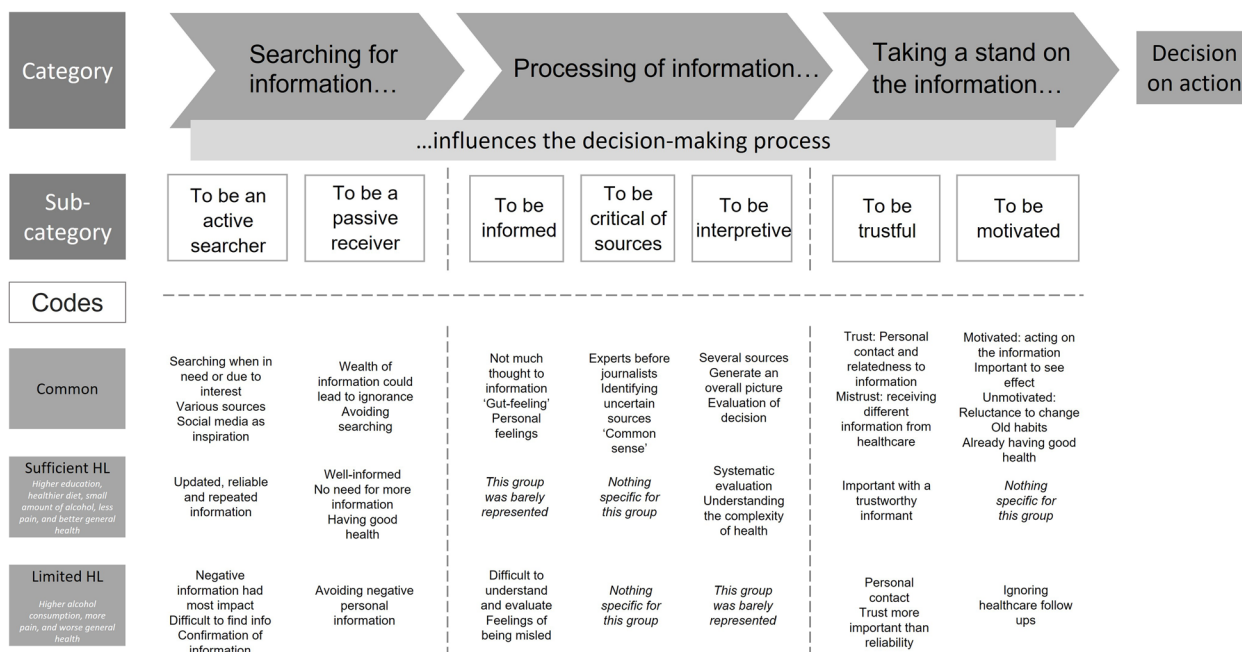 Category
Searching for
information…
Processing of information…
Taking a stand on
the information…
Decision
on action
…influences the decision-making process
Sub-
category
To be an
active
searcher
To be a
passive
receiver
To be
informed
To be
critical of
sources
To be
interpretive
To be
trustful
To be
motivated
Codes
Common
Searching when in
need or due to
interest
Various sources
Social media as
inspiration
Wealth of
information could
lead to ignorance
Avoiding
searching
Not much
thought to
information
‘Gut-feeling’
Personal
feelings
Experts before
journalists
Identifying
uncertain
sources
‘Common
sense’
Several sources
Generate an
overall picture
Evaluation of
decision
Trust: Personal
contact and
relatedness to
information
Mistrust: receiving
different
information from
healthcare
Motivated: acting on
the information
Important to see
effect
Unmotivated:
Reluctance to change
Old habits
Already having good
health
Sufficient HL
Higher education,
healthier diet, small
amount of alcohol, less
pain, and better general
health
Updated, reliable
and repeated
information
Well-informed
No need for more
information
Having good
health
This group
was barely
represented
Nothing
specific for
this group
Systematic
evaluation
Understanding
the complexity
of health
Important with a
trustworthy
informant
Nothing
specific for
this group
Limited HL
Higher alcohol
consumption, more
pain, and worse general
health
Negative
information had
most impact
Difficult to find info
Confirmation of
information
Avoiding negative
personal
information
Difficult to
understand
and evaluate
Feelings of
being misled
Nothing
specific for
this group
This group
was barely
represented
Personal
contact
Trust more
important than
reliability
Ignoring
healthcare follow
ups